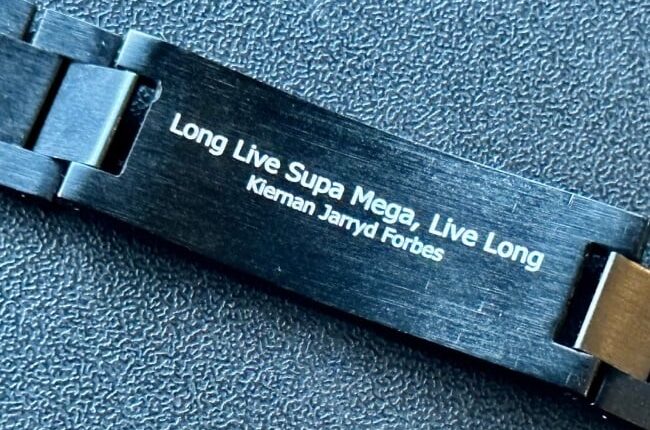 Long Live Supa Mega, Live Long
Kiernan Jarryd Forbes